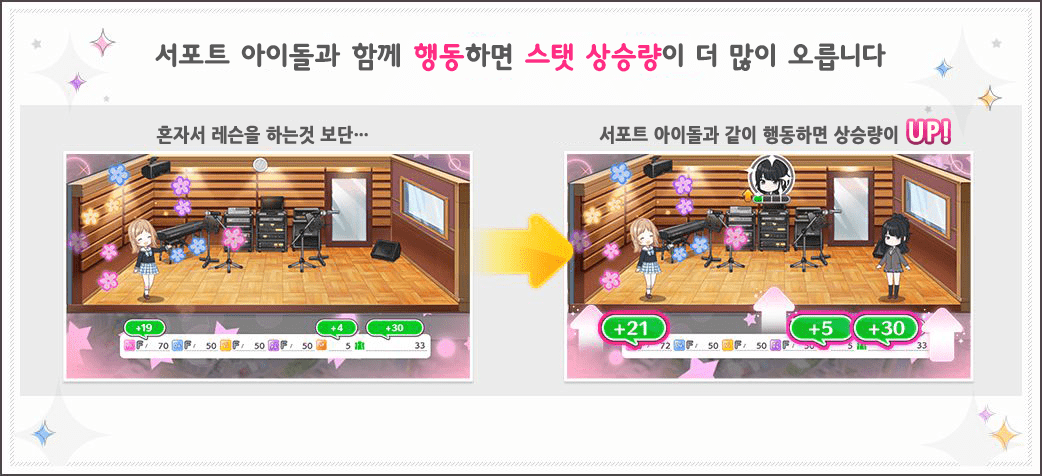 서포트 아이돌과 함께 행동하면 스탯 상승량이 더 많이 오릅니다
혼자서 레슨을 하는것 보단…
서포트 아이돌과 같이 행동하면 상승량이 UP!
+19 +4 +30
70 50 50 50 5 33
+21 +5 +30
72 50 50 50 5 33